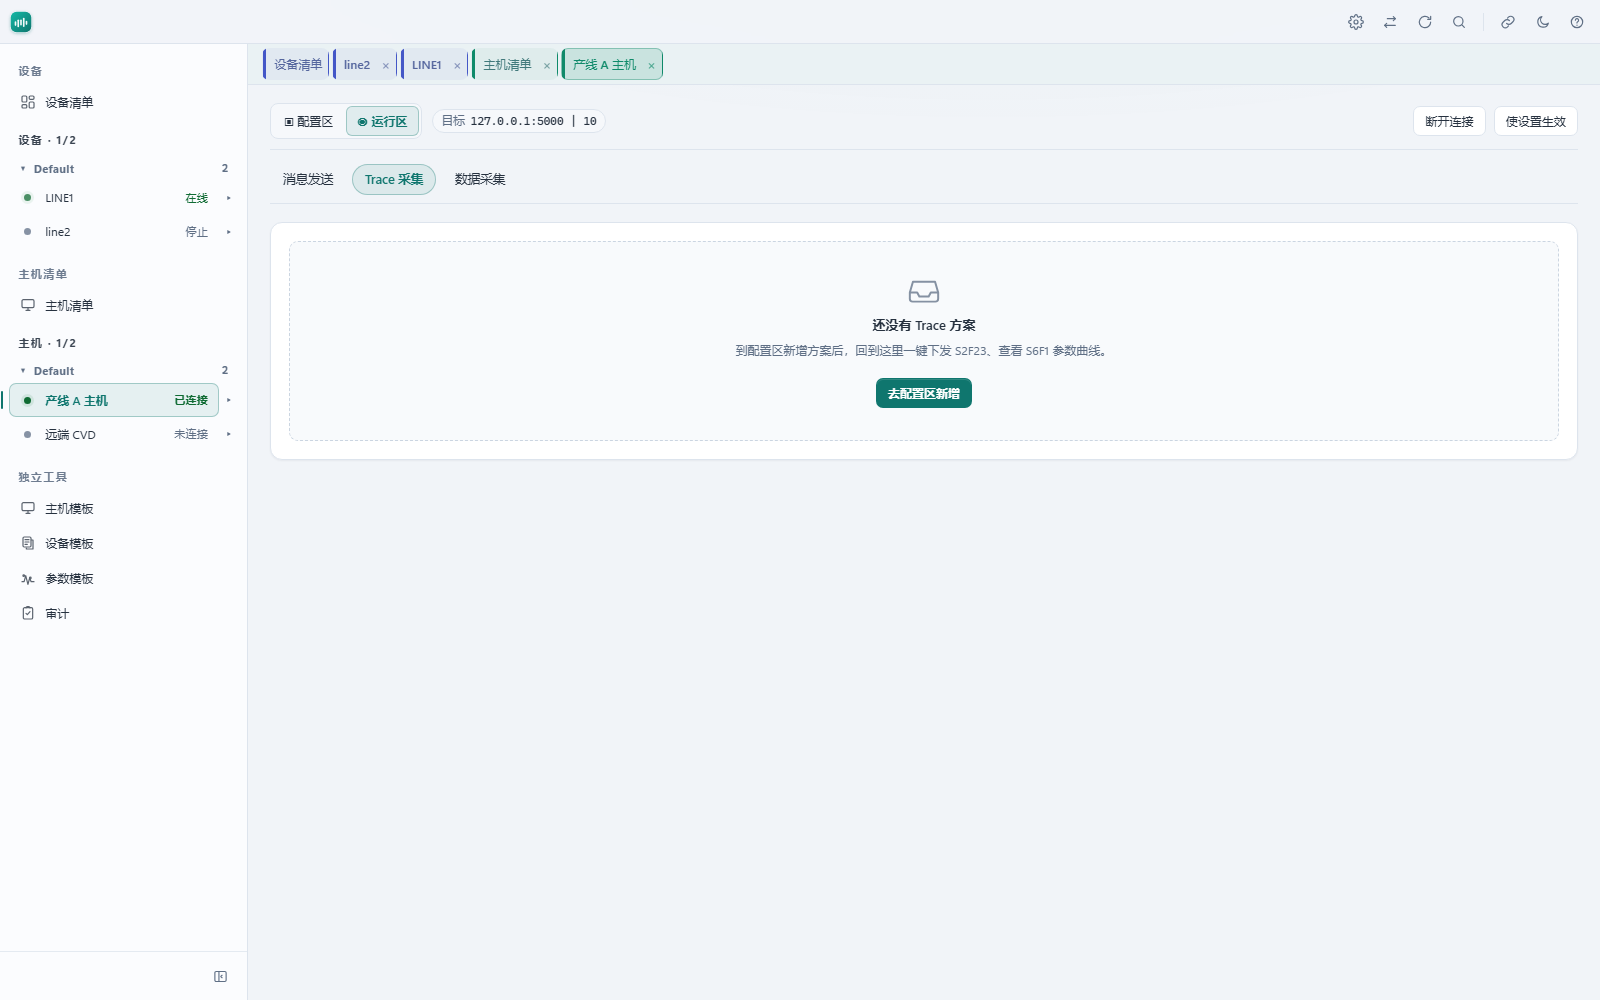 设备
设备清单
设备 · 1/2
Default 2
LINE1 在线
line2 停止
主机清单
主机清单
主机 · 1/2
Default 2
产线 A 主机 已连接
远端 CVD 未连接
独立工具
主机模板
设备模板
参数模板
审计
设备清单 line2 × LINE1 × 主机清单 × 产线 A 主机 ×
配置区 运行区 目标 127.0.0.1:5000 | 10 断开连接 使设置生效
消息发送 Trace 采集 数据采集
还没有 Trace 方案
到配置区新增方案后，回到这里一键下发 S2F23、查看 S6F1 参数曲线。
去配置区新增